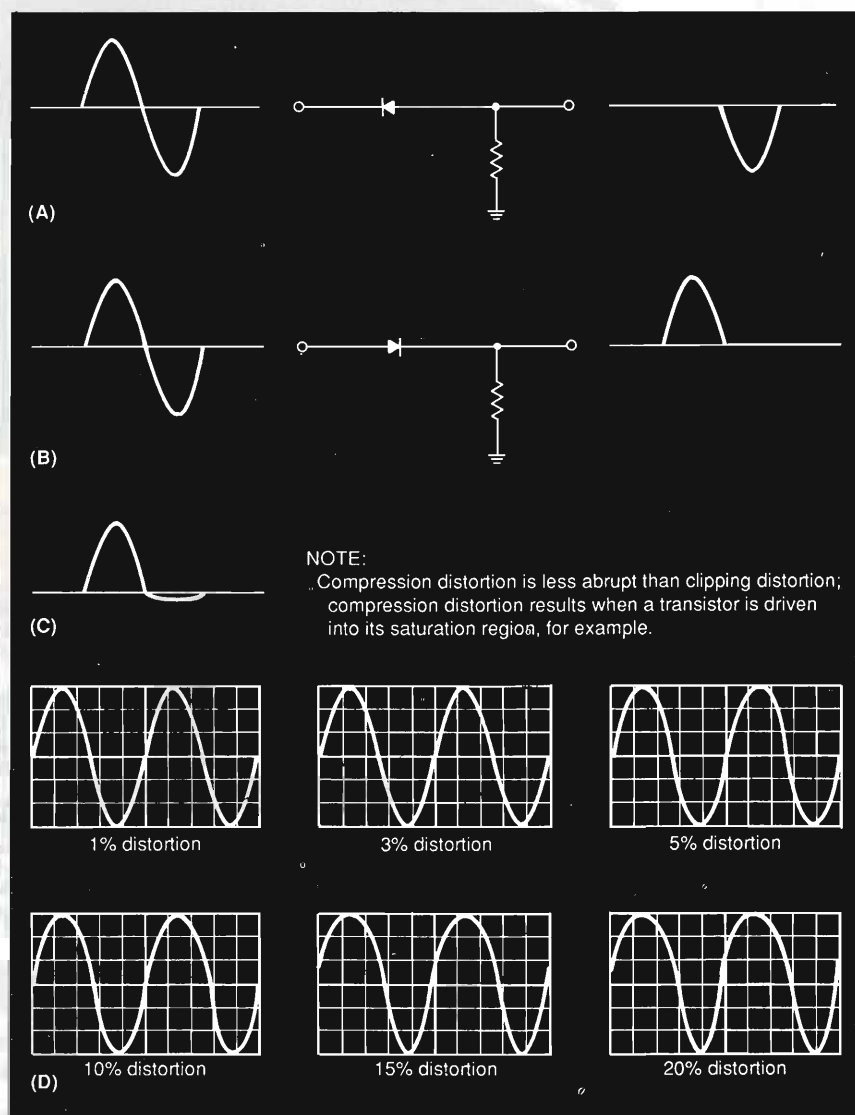 (A)
(B)
(C)
NOTE:
Compression distortion is less abrupt than clipping distortion;
compression distortion results when a transistor is driven
into its saturation region, for example.
1% distortion
3% distortion
5% distortion
10% distortion
15% distortion
20% distortion
(D)